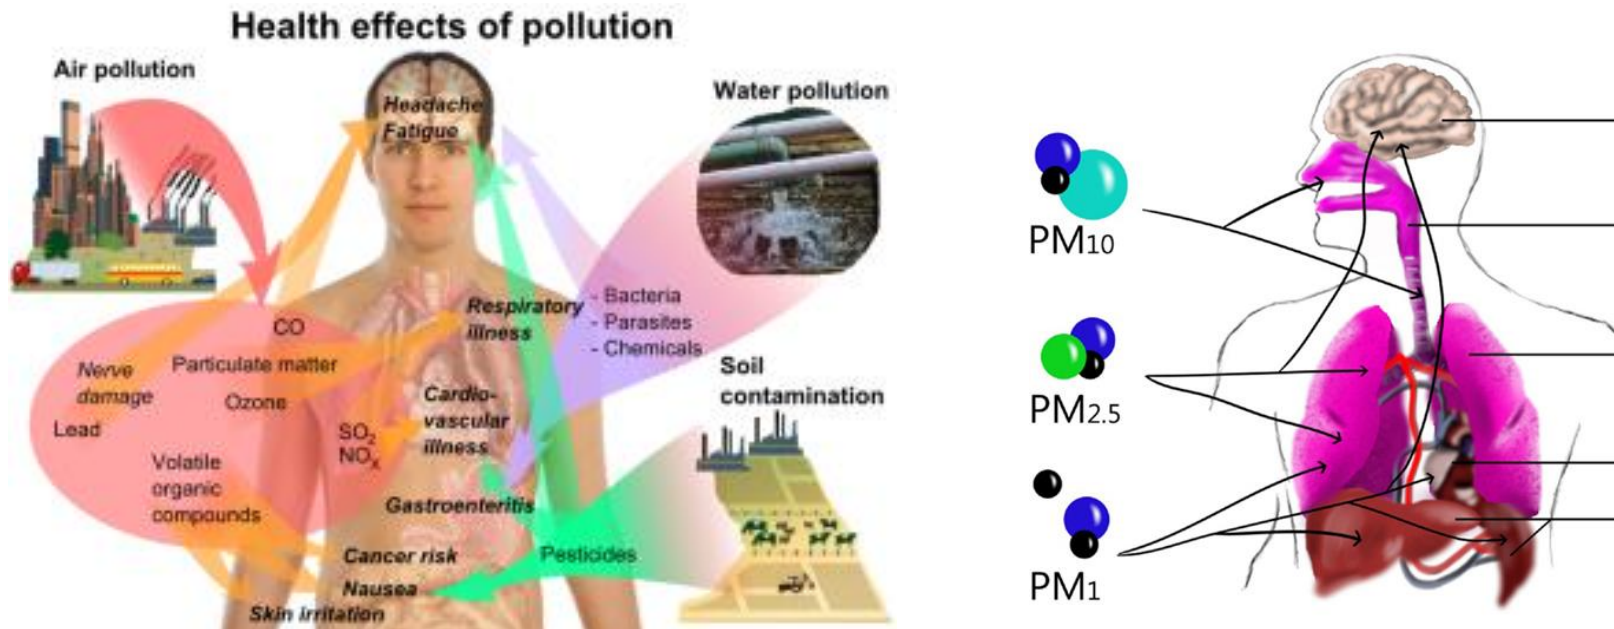 Health effects of pollution
Air pollution
Water pollution
Headache
Fatigue
Respiratory
illness
- Bacteria
- Parasites
- Chemicals
CO
Particulate matter
Nerve
damage
Ozone
Lead
SO₂
NOₓ
Cardio-
vascular
illness
Volatile
organic
compounds
Soil
contamination
Gastroenteritis
Cancer risk
Pesticides
Nausea
Skin irritation
PM10
PM2.5
PM1